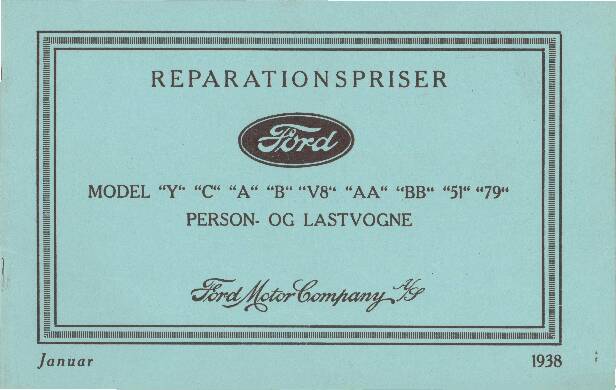 REPARATIONSPRISER
Ford
MODEL “Y“ “C“ “A“ “B“ “V8“ “AA“ “BB“ “51“ “79“
PERSON- OG LASTVOGNE
Ford Motor Company A/S
Januar 1938